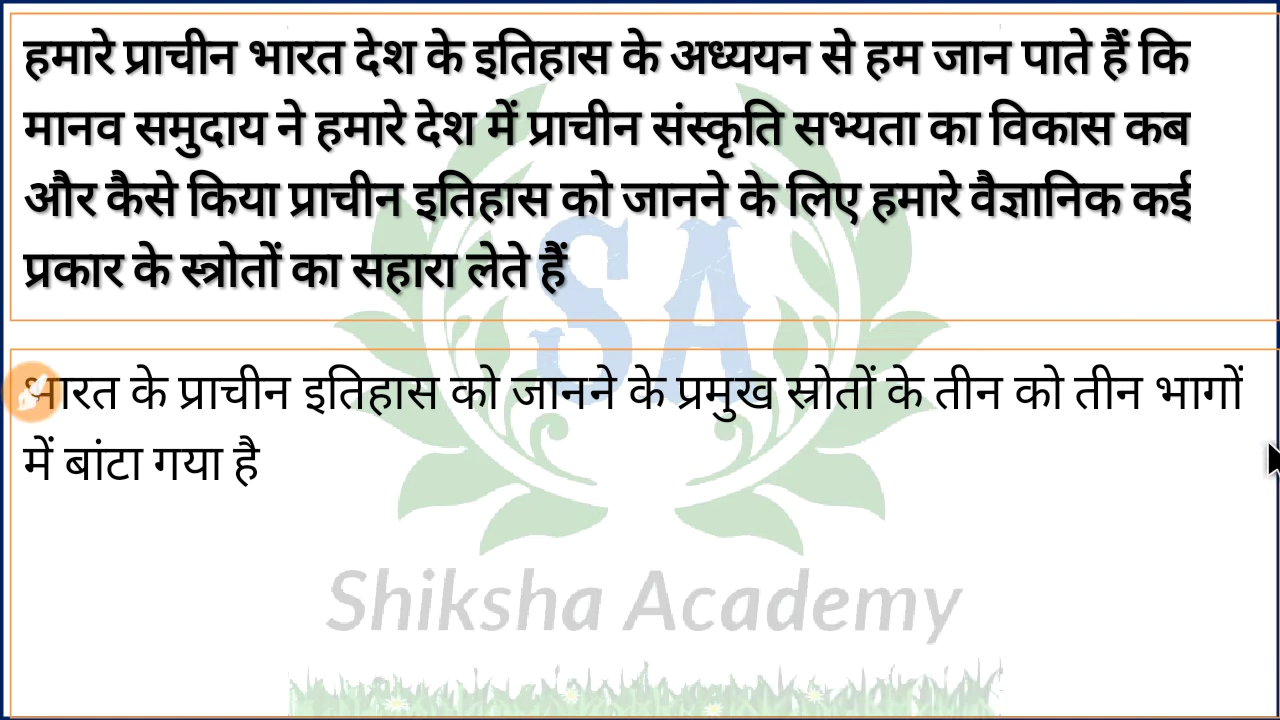 हमारे प्राचीन भारत देश के इतिहास के अध्ययन से हम जान पाते हैं कि
मानव समुदाय ने हमारे देश में प्राचीन संस्कृति सभ्यता का विकास कब
और कैसे किया प्राचीन इतिहास को जानने के लिए हमारे वैज्ञानिक कई
प्रकार के स्त्रोतों का सहारा लेते हैं
भारत के प्राचीन इतिहास को जानने के प्रमुख स्रोतों के तीन को तीन भागों
में बांटा गया है
SA
Shiksha Academy